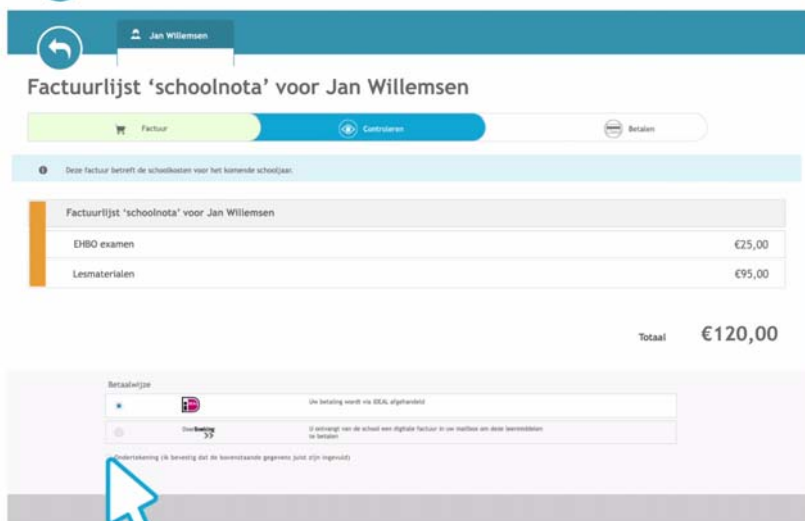 Jan Willemsen
Factuurlijst ‘schoolnota’ voor Jan Willemsen
Factuur
Controleren
Betalen
Deze factuur betreft de schoolkosten voor het komende schooljaar.
Factuurlijst ‘schoolnota’ voor Jan Willemsen
EHBO examen €25,00
Lesmaterialen €95,00
Totaal €120,00
Betaalwijze
Uw betaling wordt via iDEAL afgehandeld
U ontvangt van de school een digitale factuur in uw mailbox om deze leermiddelen
te betalen
Ondertekening (ik bevestig dat de bovenstaande gegevens juist zijn ingevuld)